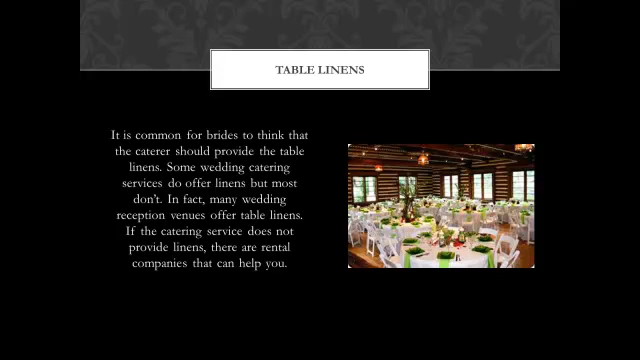 TABLE LINENS
It is common for brides to think that
the caterer should provide the table
linens. Some wedding catering
services do offer linens but most
don't. In fact, many wedding
reception venues offer table linens.
If the catering service does not
provide linens, there are rental
companies that can help you.